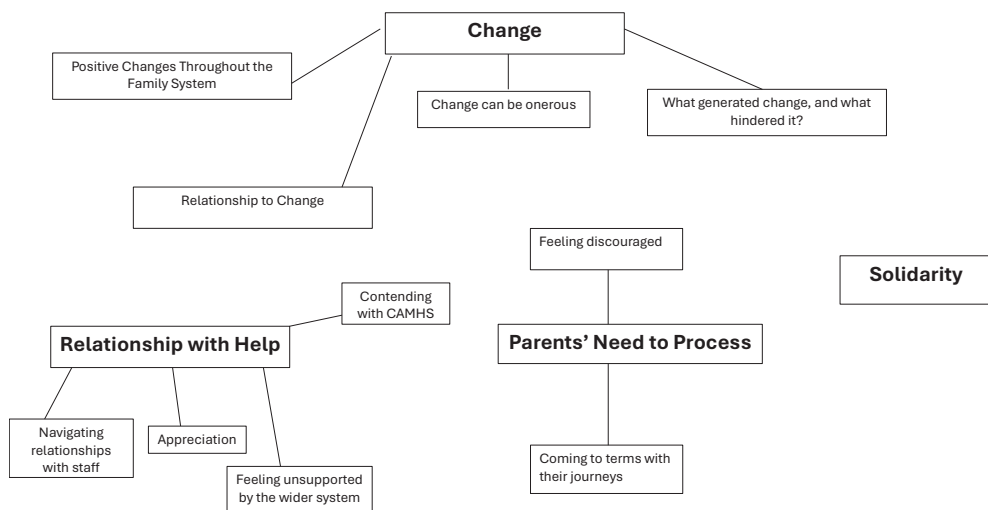 Change
Positive Changes Throughout the
Family System
Change can be onerous
What generated change, and what
hindered it?
Relationship to Change
Feeling discouraged
Solidarity
Contending
with CAMHS
Relationship with Help
Parents’ Need to Process
Navigating
relationships
with staff
Appreciation
Feeling unsupported
by the wider system
Coming to terms with
their journeys